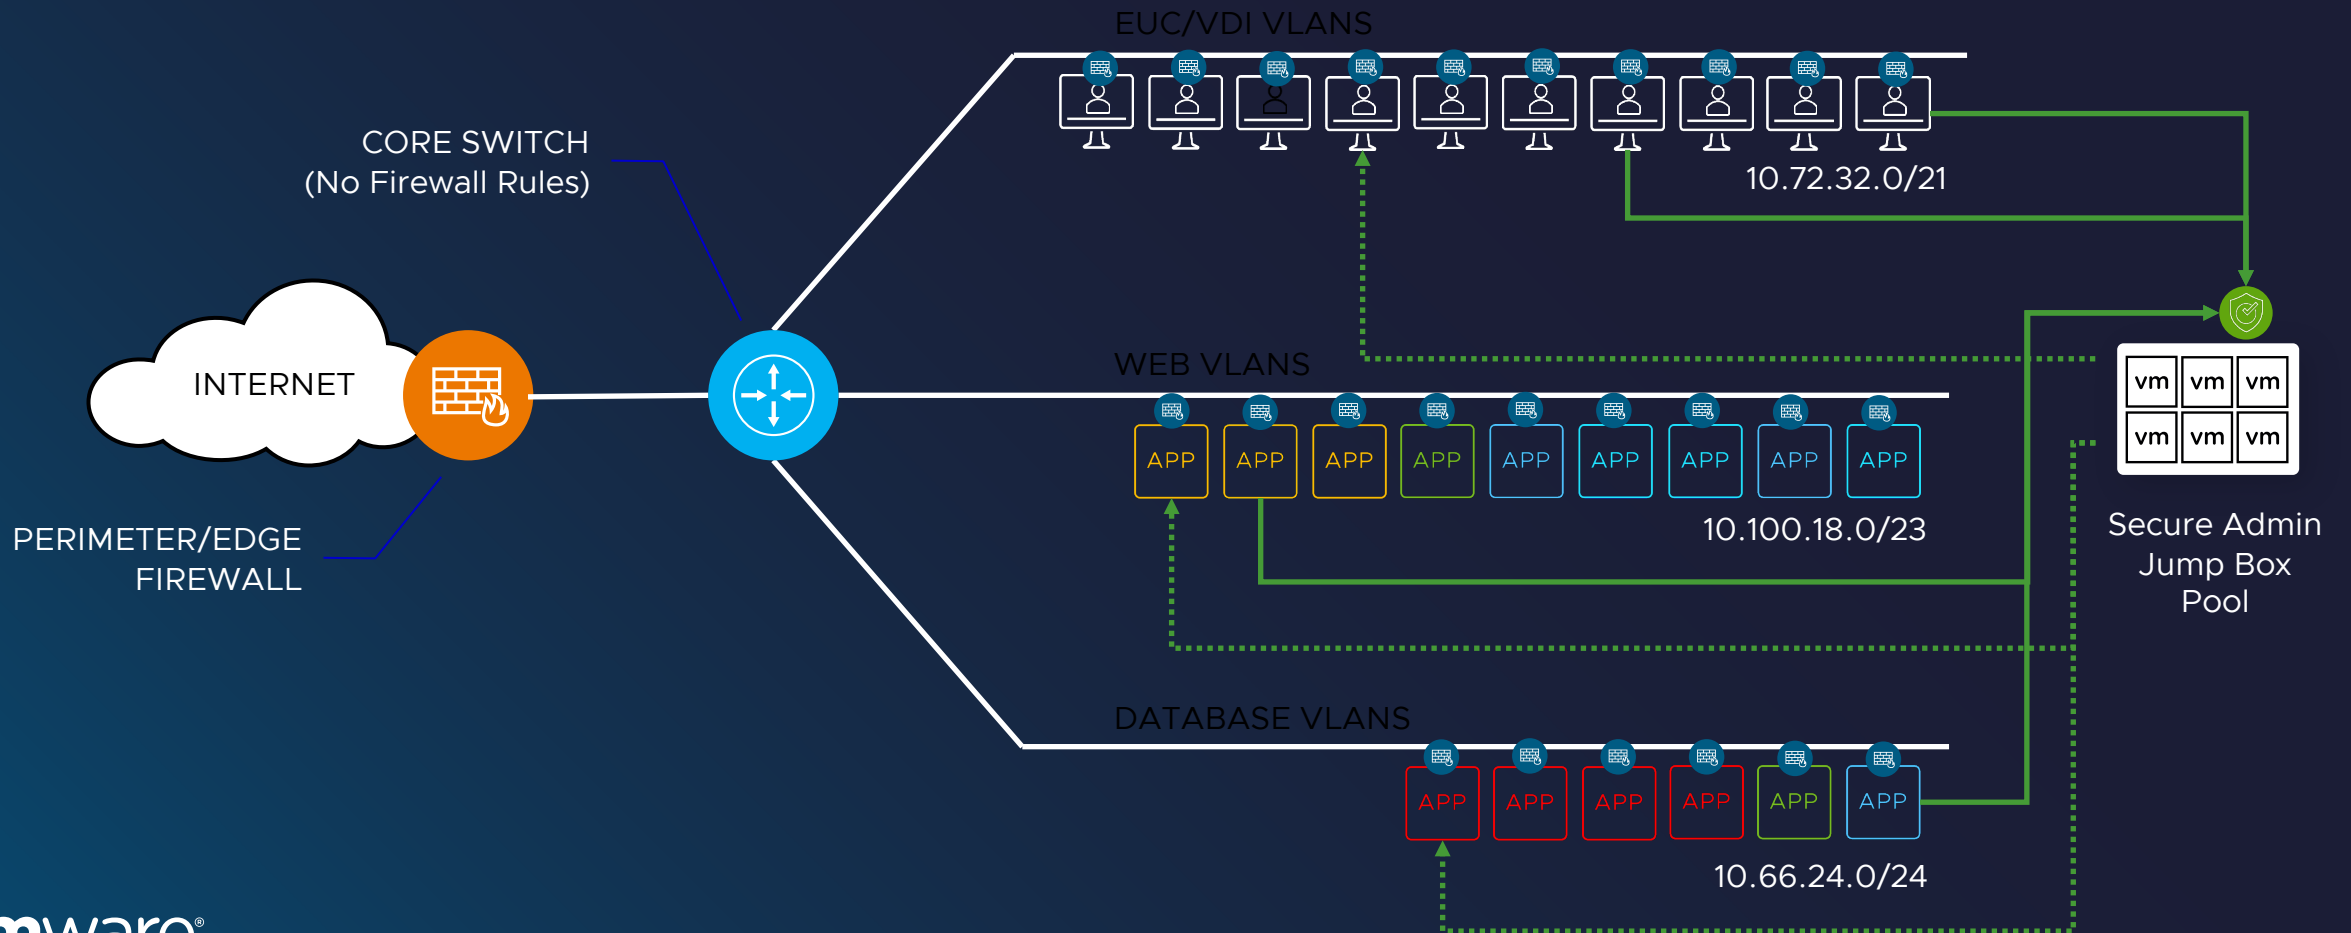 EUC/VDI VLANS
CORE SWITCH
(No Firewall Rules)
10.72.32.0/21
INTERNET
WEB VLANS
vm vm vm
vm vm vm
APP APP APP APP APP APP APP APP APP
10.100.18.0/23
PERIMETER/EDGE
FIREWALL
Secure Admin
Jump Box
Pool
DATABASE VLANS
APP APP APP APP APP APP
10.66.24.0/24
mware®